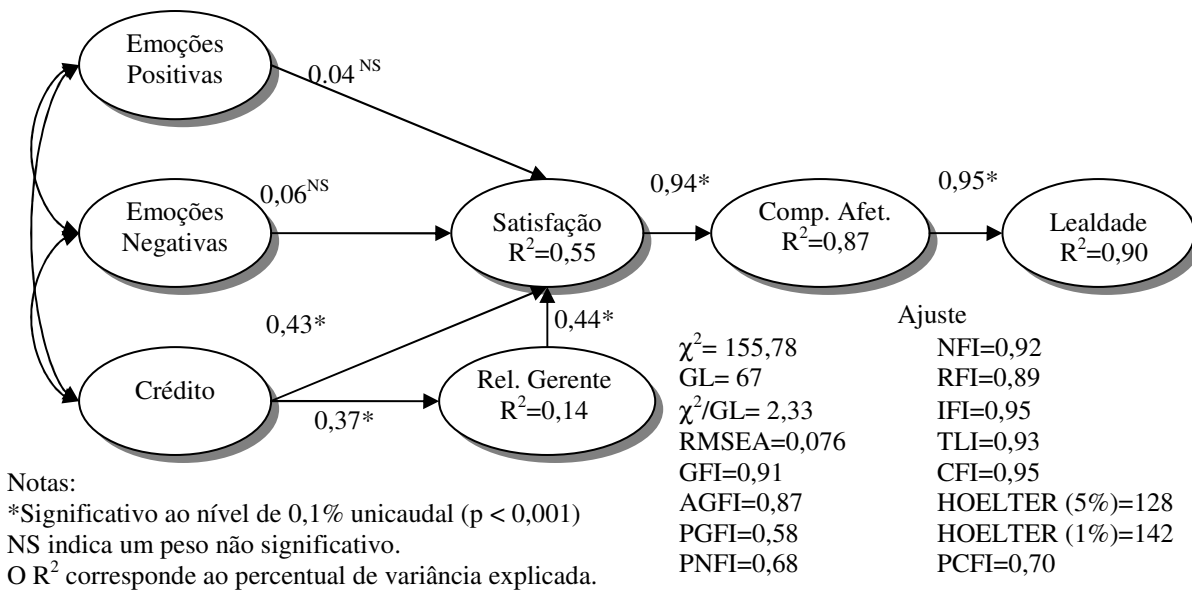 Emoções
Positivas
0.04 NS
Emoções
Negativas
0,06NS
Satisfação
R2=0,55
0,94*
Comp. Afet.
R2=0,87
0,95*
Lealdade
R2=0,90
Crédito
0,43*
0,37*
Rel. Gerente
R2=0,14
0,44*
Ajuste
χ2= 155,78
GL= 67
χ2/GL= 2,33
RMSEA=0,076
GFI=0,91
AGFI=0,87
PGFI=0,58
PNFI=0,68
NFI=0,92
RFI=0,89
IFI=0,95
TLI=0,93
CFI=0,95
HOELTER (5%)=128
HOELTER (1%)=142
PCFI=0,70
Notas:
*Significativo ao nível de 0,1% unicaudal (p < 0,001)
NS indica um peso não significativo.
O R2 corresponde ao percentual de variância explicada.